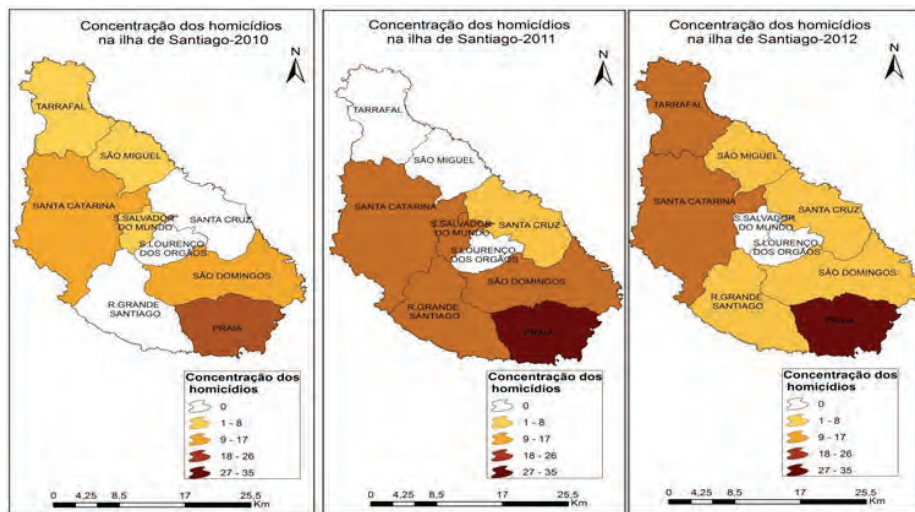 Concentração dos homicídios
na ilha de Santiago-2010
N
TARRAFAL
SÃO MIGUEL
SANTA CATARINA
SANTA CRUZ
S.SALVADOR
DO MUNDO
S.LOURENÇO
DOS ORGÃOS
SÃO DOMINGOS
R.GRANDE
SANTIAGO
PRAIA
Concentração dos
homicídios
0
1 - 8
9 - 17
18 - 26
27 - 35
0 4,25 8,5 17 25,5
Km
Concentração dos homicídios
na ilha de Santiago-2011
N
TARRAFAL
SÃO MIGUEL
SANTA CATARINA
S.SALVADOR
DO MUNDO
SANTA CRUZ
S.LOURENÇO
DOS ORGÃOS
SÃO DOMINGOS
R.GRANDE
SANTIAGO
PRAIA
Concentração dos
homicídios
0
1 - 8
9 - 17
18 - 26
27 - 35
0 4,25 8,5 17 25,5
Km
Concentração dos homicídios
na ilha de Santiago-2012
N
TARRAFAL
SÃO MIGUEL
SANTA CATARINA
S.SALVADOR
DO MUNDO
SANTA CRUZ
S.LOURENÇO
DOS ORGÃOS
SÃO DOMINGOS
R.GRANDE
SANTIAGO
PRAIA
Concentração dos
homicídios
0
1 - 8
9 - 17
18 - 26
27 - 35
0 4,25 8,5 17 25,5
Km